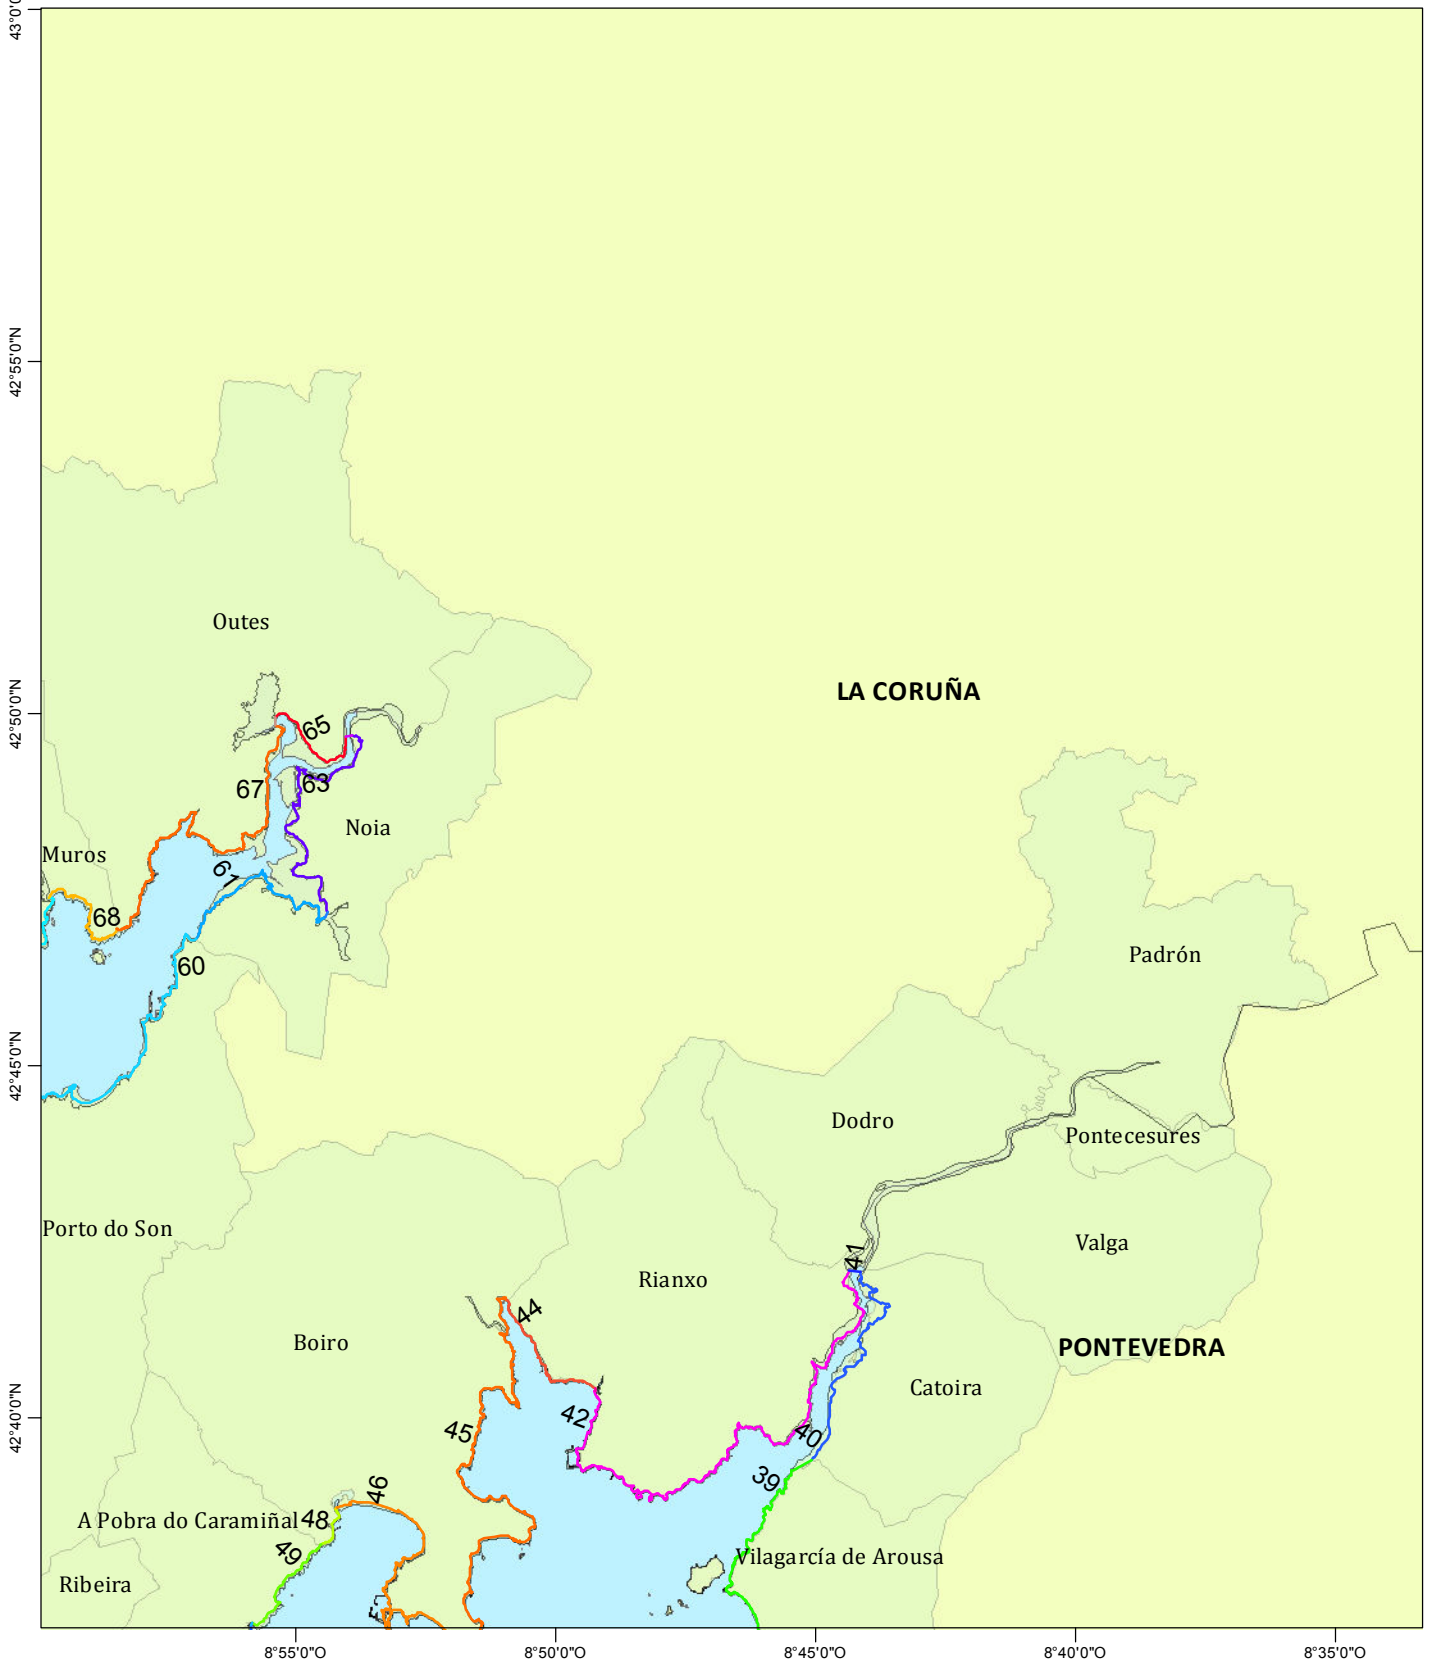 43°0'0"N
42°55'0"N
Outes
LA CORUÑA
42°50'0"N
65
67
63
Noia
Muros
61
68
60
Padrón
42°45'0"N
Dodro
Pontecesures
Porto do Son
Valga
41
Rianxo
44
Boiro
PONTEVEDRA
Catoira
42°40'0"N
42
45
40
39
46
A Pobra do Caramiñal
48
49
Vilagarcía de Arousa
Ribeira
8°55'0"O
8°50'0"O
8°45'0"O
8°40'0"O
8°35'0"O